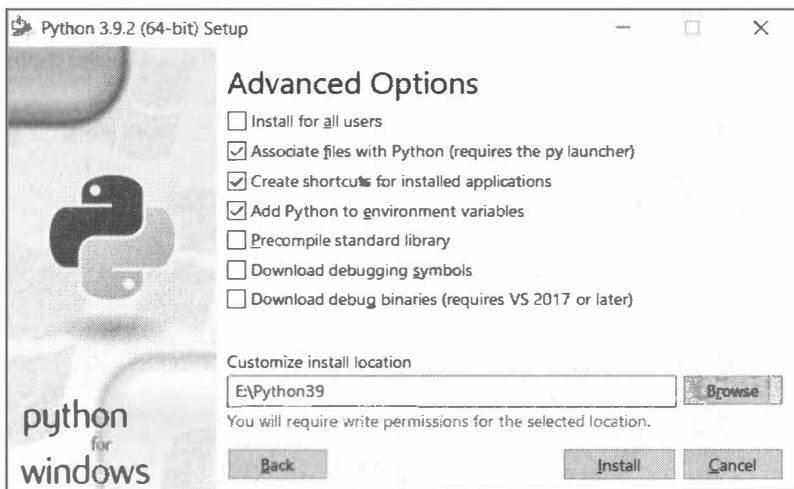 Python 3.9.2 (64-bit) Setup
Advanced Options
Install for all users
Associate files with Python (requires the py launcher)
Create shortcuts for installed applications
Add Python to environment variables
Precompile standard library
Download debugging symbols
Download debug binaries (requires VS 2017 or later)
Customize install location
E:\Python39
Browse
You will require write permissions for the selected location.
python
for
windows
Back
Install
Cancel